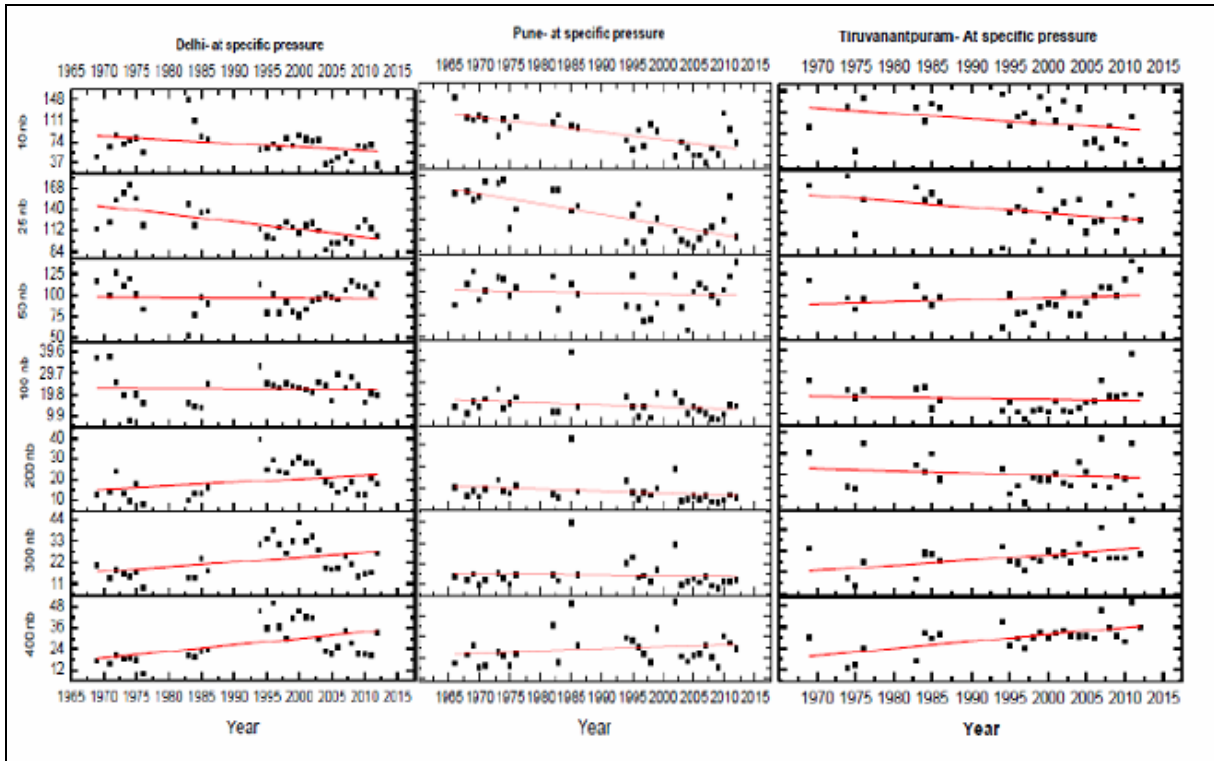 Delhi- at specific pressure
Pune- at specific pressure
Tiruvanantpuram- At specific pressure
1965 1970 1975 1980 1985 1990 1995 2000 2005 2010 2015
1965 1970 1975 1980 1985 1990 1995 2000 2005 2010 2015
1970 1975 1980 1985 1990 1995 2000 2005 2010 2015
10 nb
148
111
74
37
25 nb
168
140
112
64
50 nb
125
100
75
50
100 nb
39.6
29.7
19.8
9.9
200 nb
40
30
20
10
300 nb
44
33
22
11
400 nb
48
36
24
12
1965 1970 1975 1980 1985 1990 1995 2000 2005 2010 2015
1965 1970 1975 1980 1985 1990 1995 2000 2005 2010 2015
1970 1975 1980 1985 1990 1995 2000 2005 2010 2015
Year
Year
Year